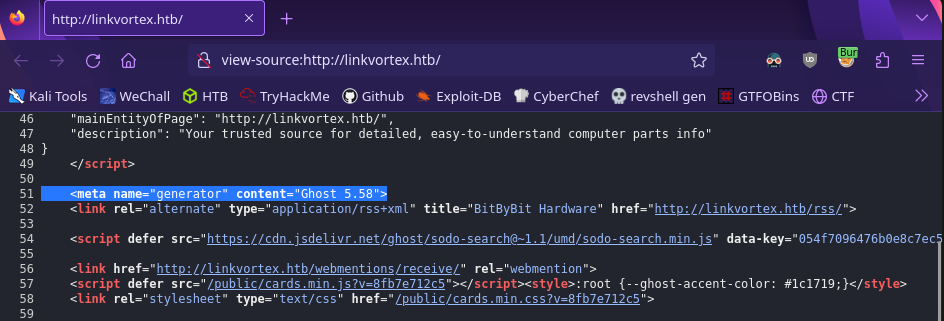 http://linkvortex.htb/
view-source:http://linkvortex.htb/
Bur
Kali Tools WeChall HTB TryHackMe Github Exploit-DB CyberChef revshell gen GTFOBins CTF
46 "mainEntityOfPage": "http://linkvortex.htb/",
47 "description": "Your trusted source for detailed, easy-to-understand computer parts info"
48 }
49 </script>
50
51 <meta name="generator" content="Ghost 5.58">
52 <link rel="alternate" type="application/rss+xml" title="BitByBit Hardware" href="http://linkvortex.htb/rss/">
53
54 <script defer src="https://cdn.jsdelivr.net/ghost/sodo-search@~1.1/umd/sodo-search.min.js" data-key="054f7096476b0e8c7ec5
55
56 <link href="http://linkvortex.htb/webmentions/receive/" rel="webmention">
57 <script defer src="/public/cards.min.js?v=8fb7e712c5"></script><style>:root {--ghost-accent-color: #1c1719;}</style>
58 <link rel="stylesheet" type="text/css" href="/public/cards.min.css?v=8fb7e712c5">
59